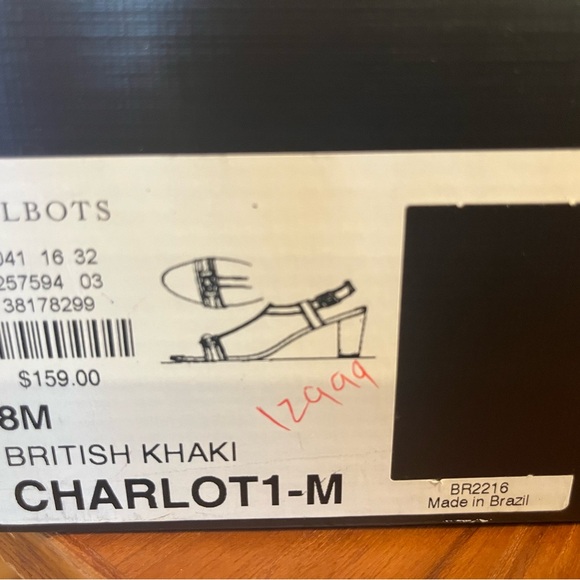 LBOTS
041 16 32
257594 03
38178299
$159.00
12999
8M
BRITISH KHAKI
CHARLOT1-M
BR2216
Made in Brazil